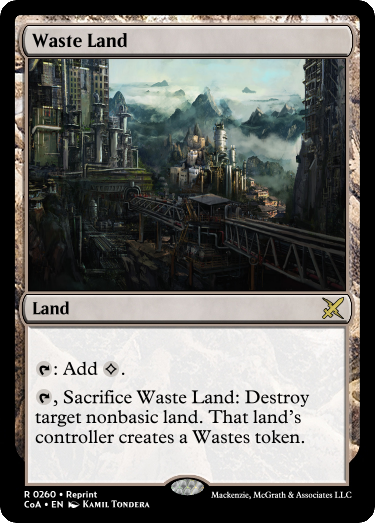 Waste Land
Land
: Add .
, Sacrifice Waste Land: Destroy
target nonbasic land. That land's
controller creates a Wastes token.
R 0260 • Reprint
CoA • EN Kamil Tondera
Mackenzie, McGrath & Associates LLC